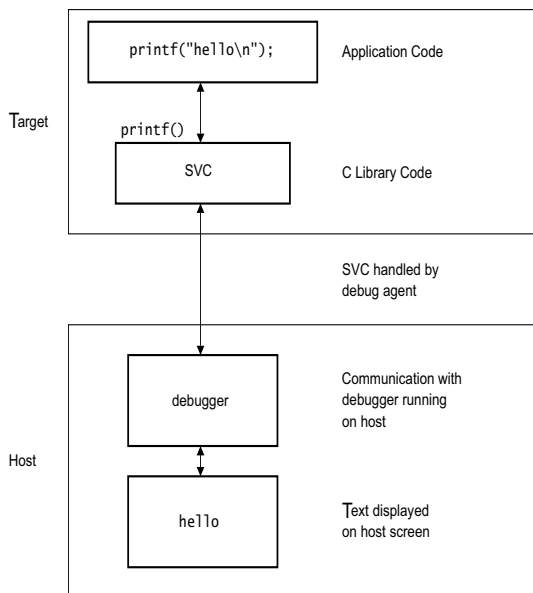 printf("hello\n");
Application Code
Target
printf()
SVC
C Library Code
SVC handled by
debug agent
debugger
Communication with
debugger running
on host
Host
hello
Text displayed
on host screen